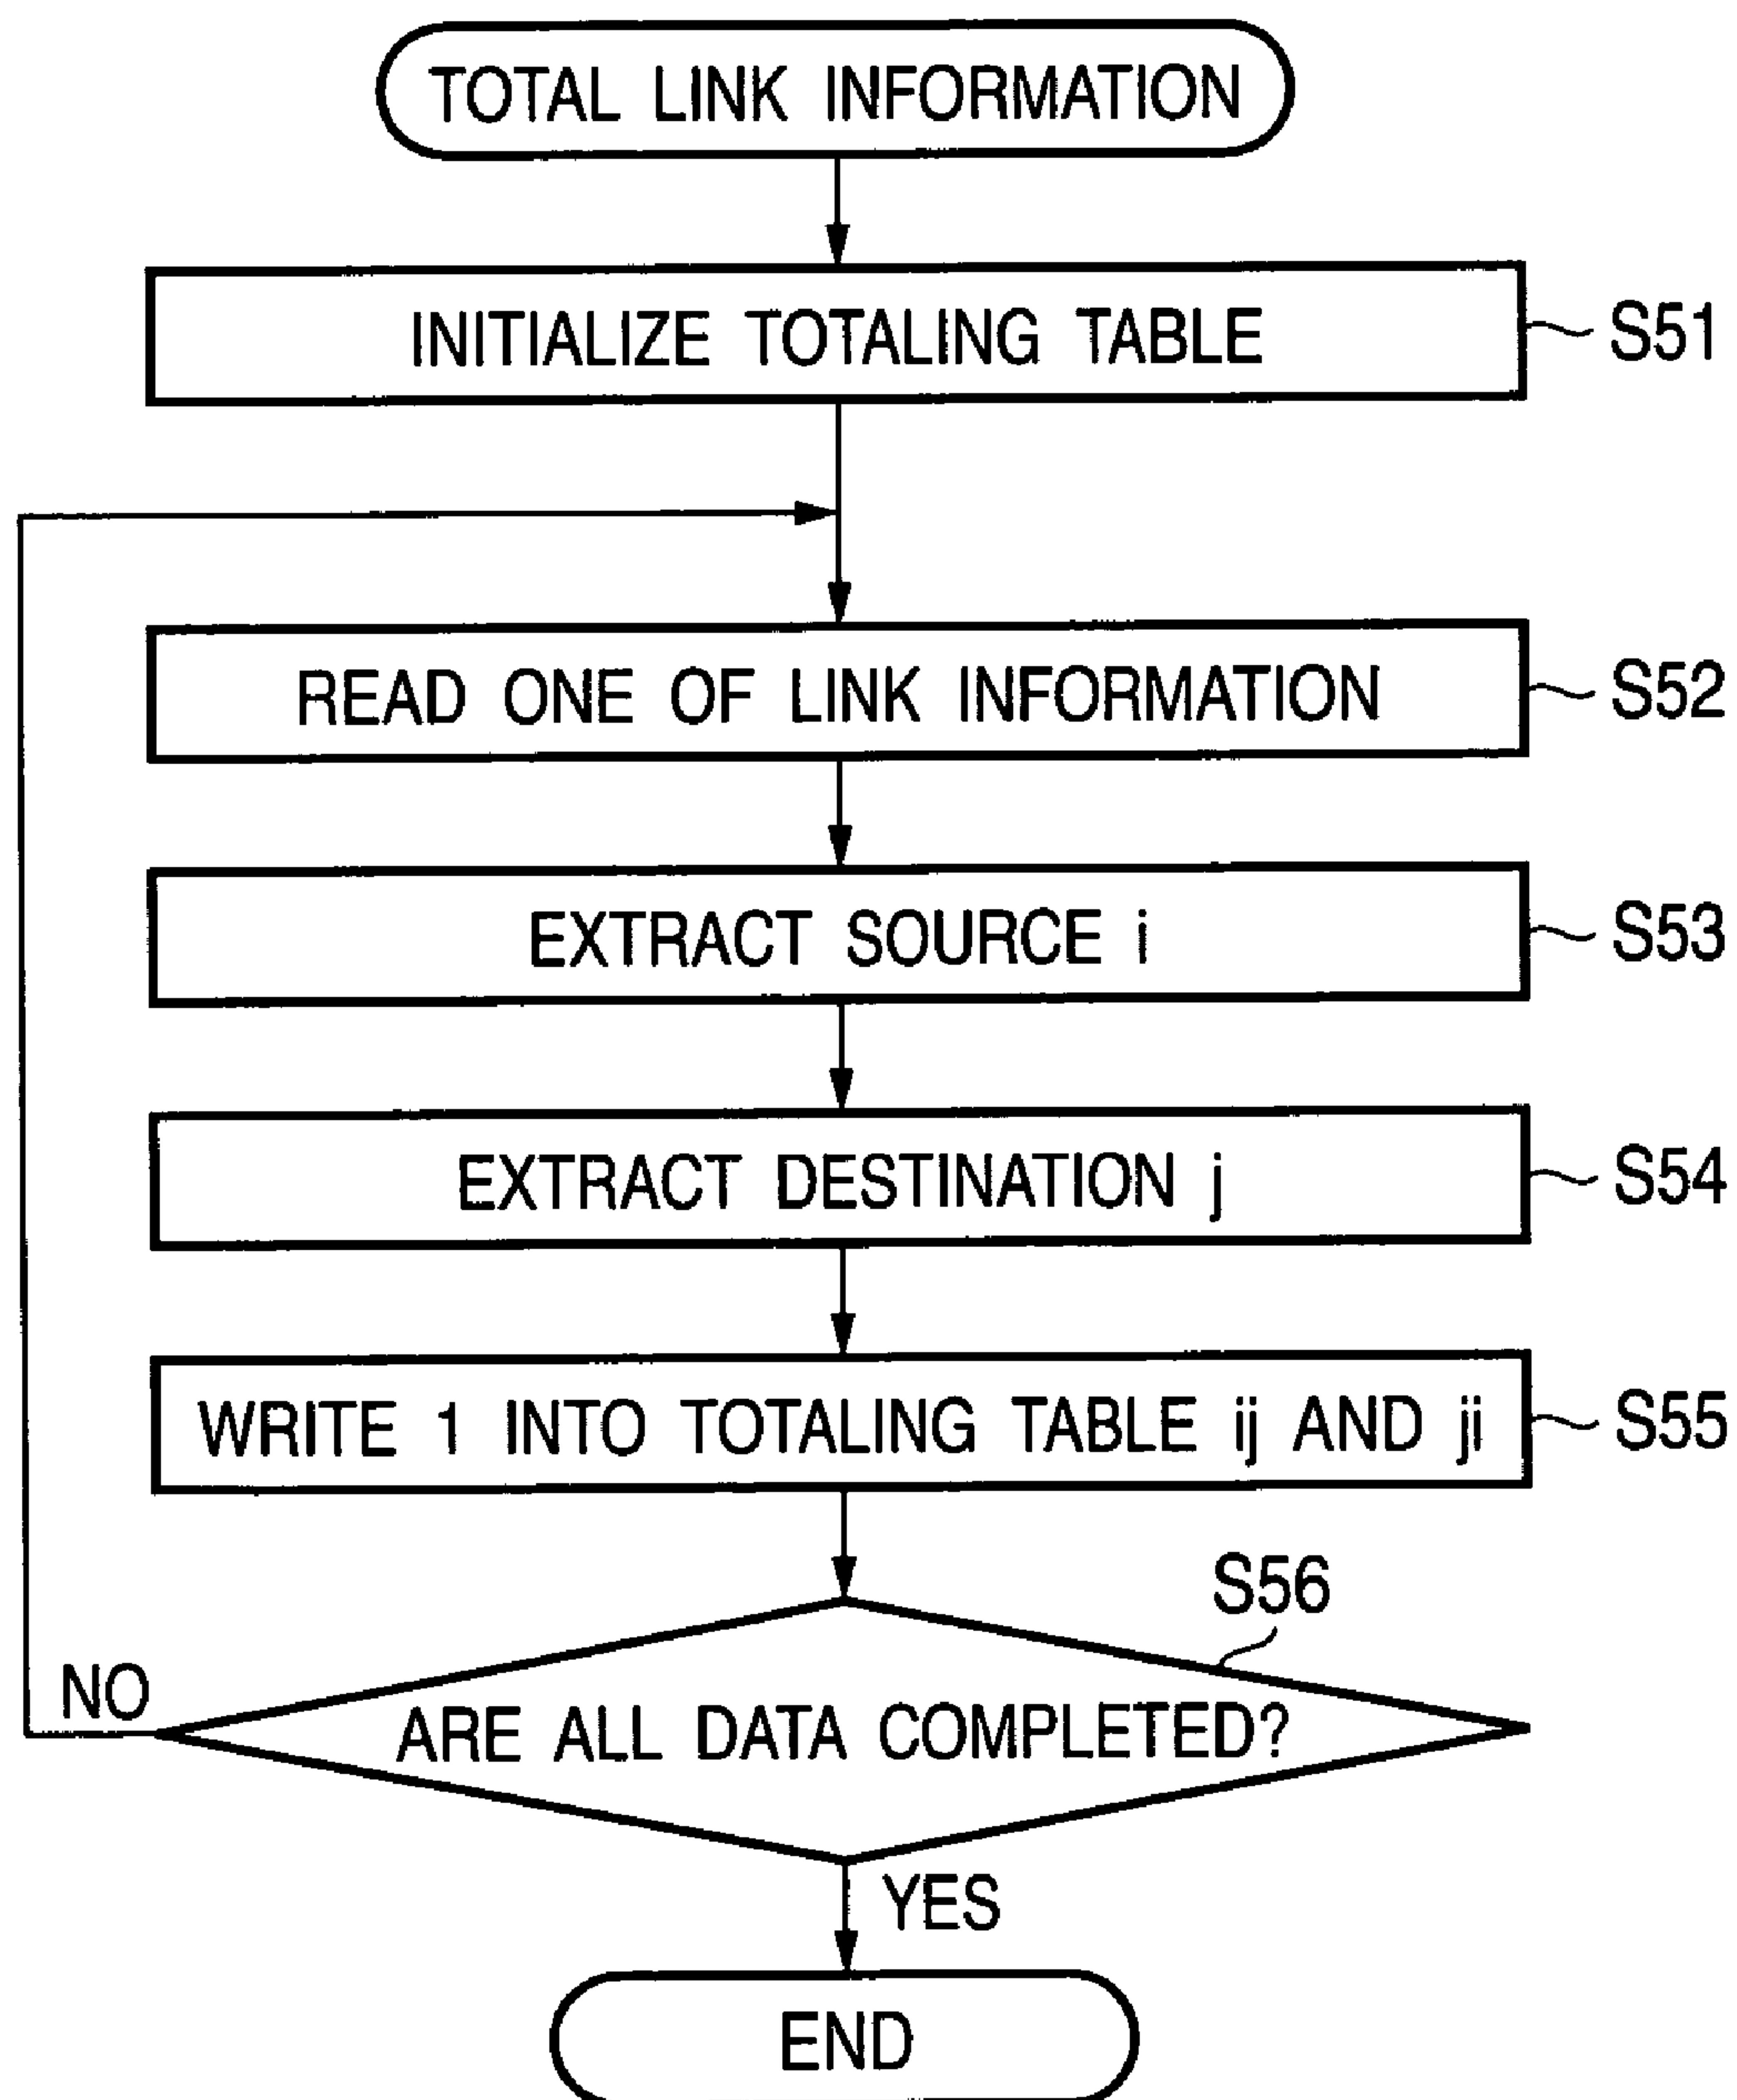 TOTAL LINK INFORMATION
INITIALIZE TOTALING TABLE
S51
READ ONE OF LINK INFORMATION
S52
EXTRACT SOURCE i
S53
EXTRACT DESTINATION j
S54
WRITE 1 INTO TOTALING TABLE ij AND ji
S55
S56
NO
ARE ALL DATA COMPLETED?
YES
END